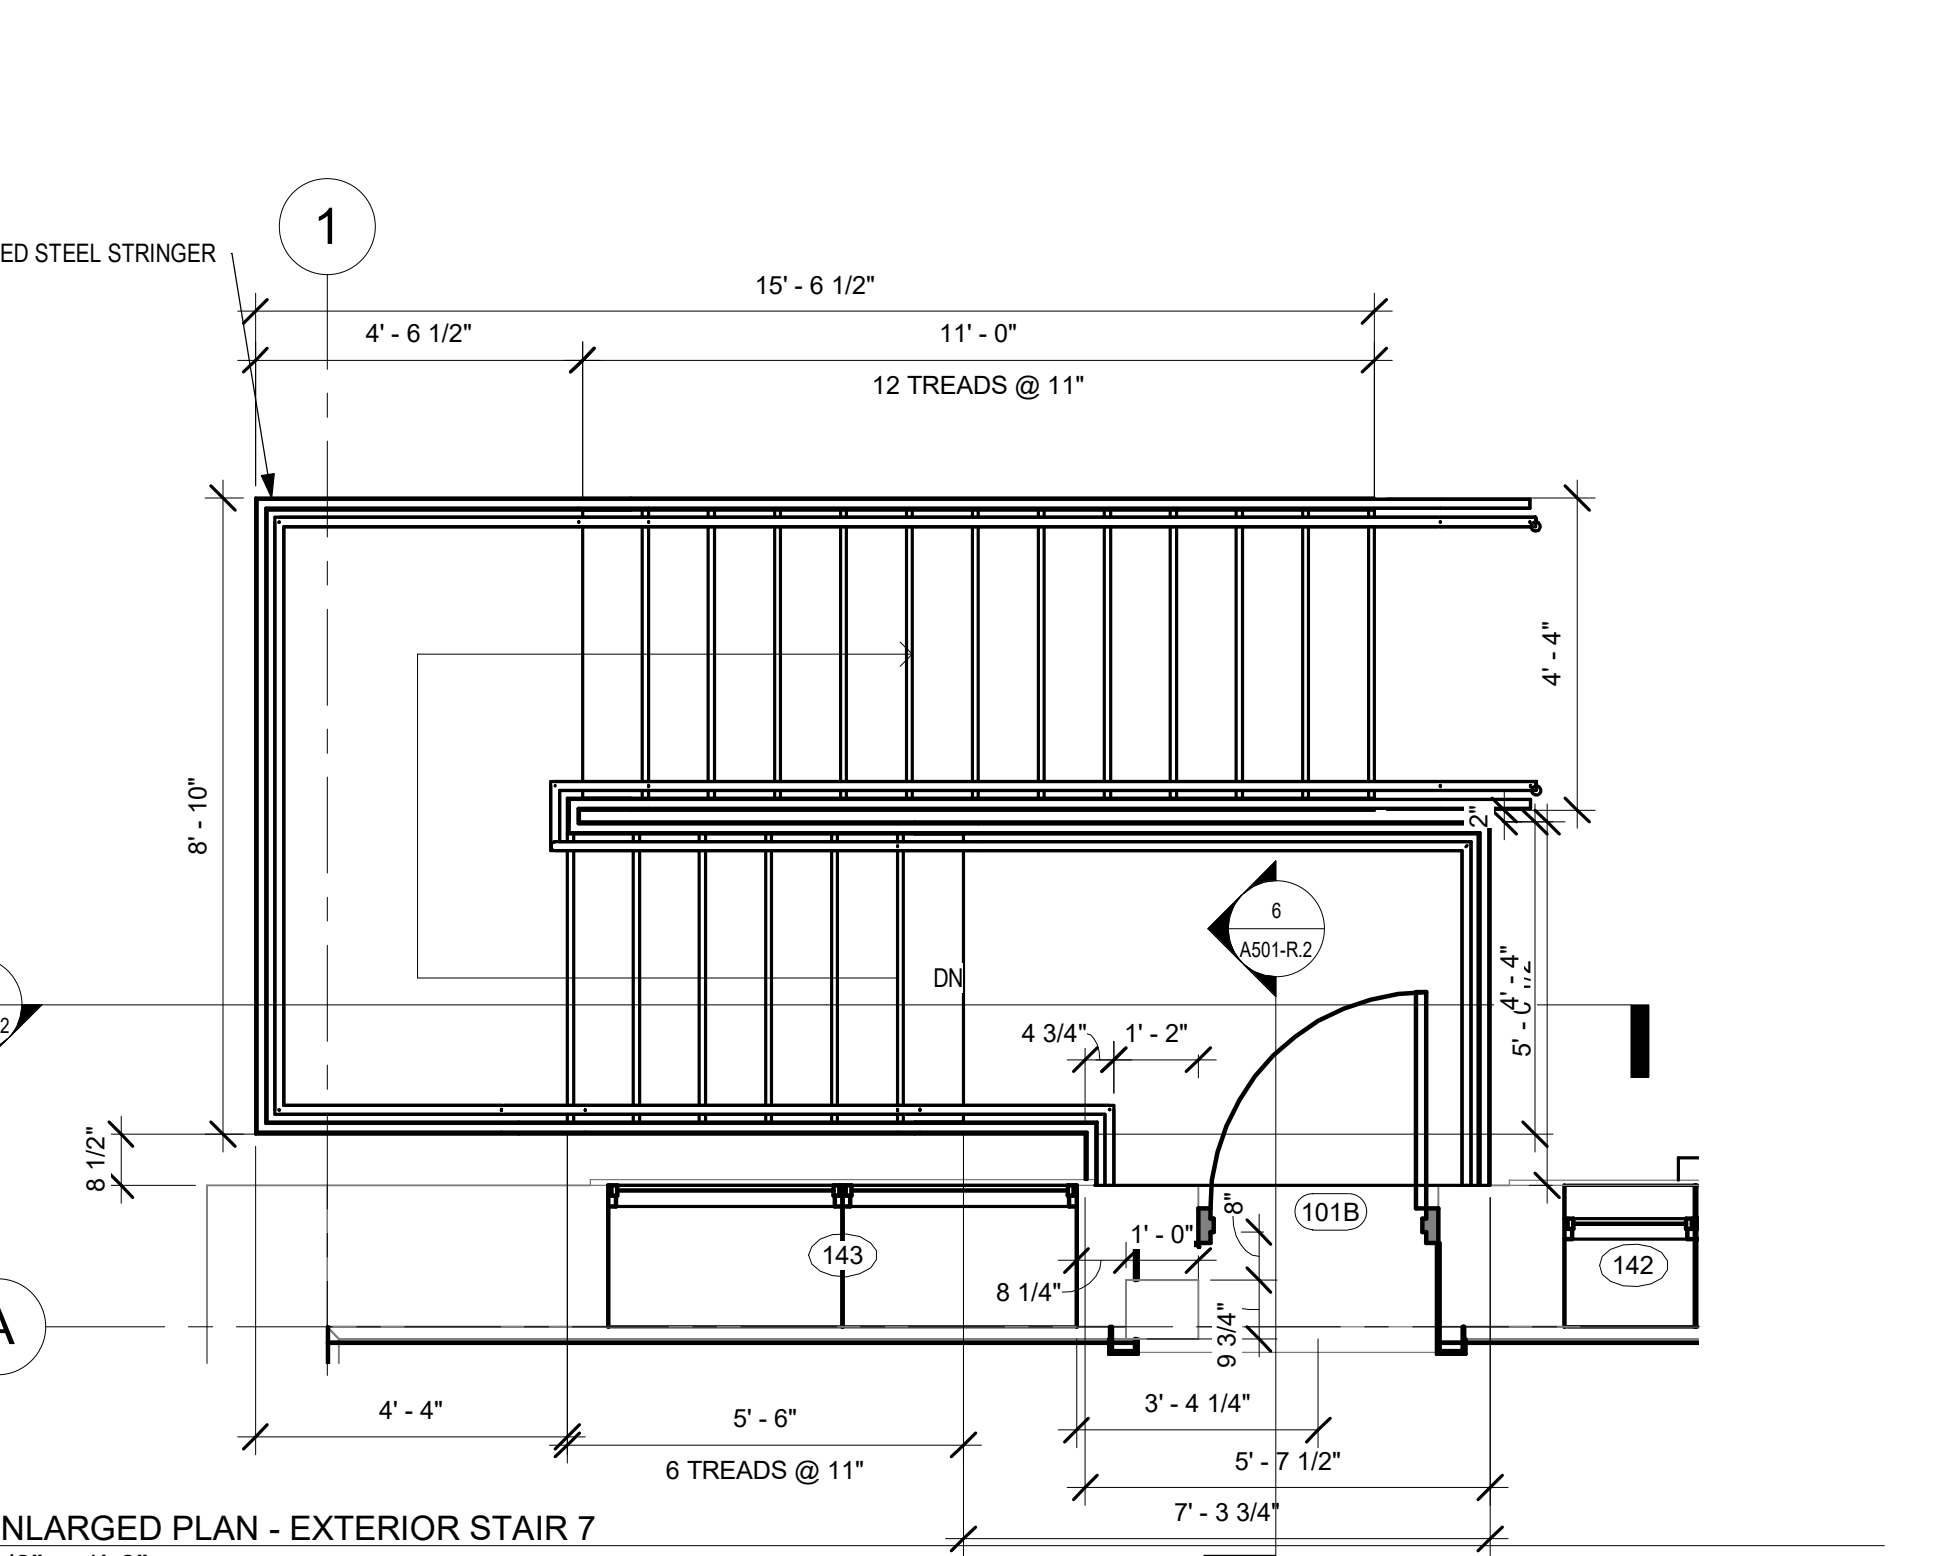 1
ED STEEL STRINGER
15' - 6 1/2"
4' - 6 1/2"
11' - 0"
12 TREADS @ 11"
4' - 4"
8' - 10"
2"
6
A501-R.2
DN
4' - 4"
2
4 3/4"
1' - 2"
8 1/2"
8"
101B
1' - 0"
143
142
8 1/4"
A
9 3/4"
3' - 4 1/4"
4' - 4"
5' - 6"
5' - 7 1/2"
6 TREADS @ 11"
7' - 3 3/4"
NLARGED PLAN - EXTERIOR STAIR 7